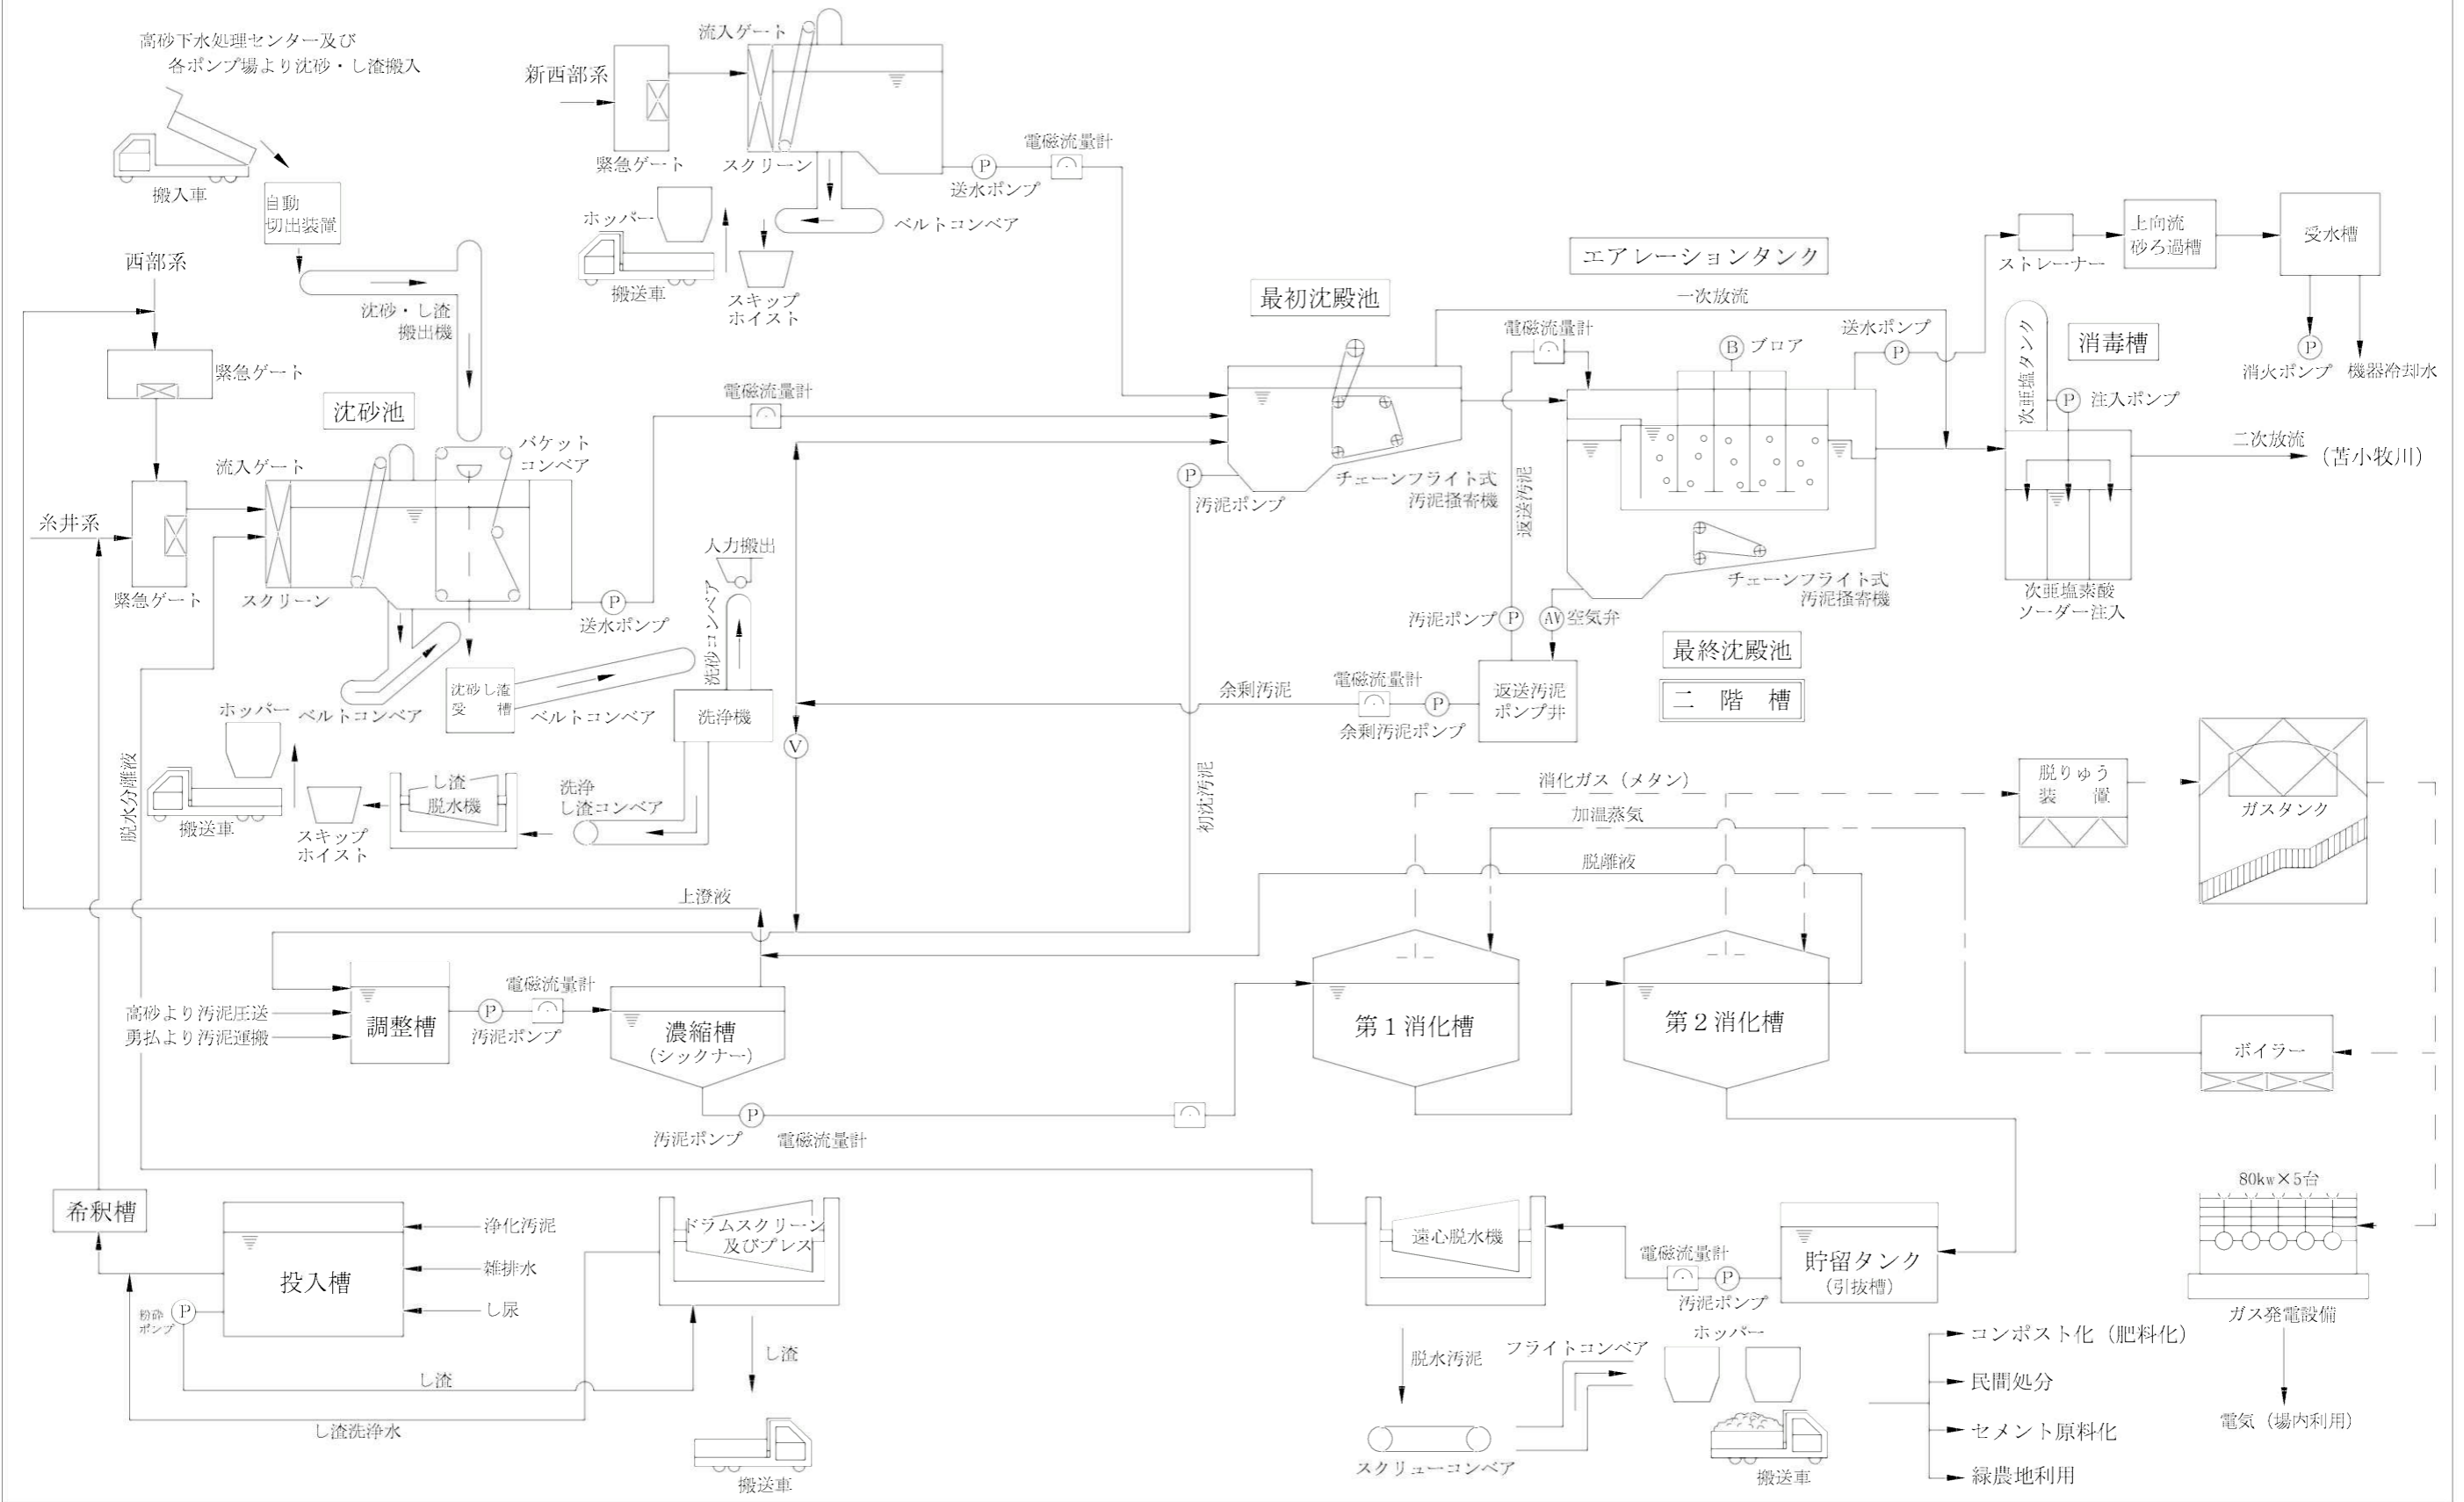 高砂下水処理センター及び
各ポンプ場より沈砂・し渣搬入
搬入車
自動
切出装置
沈砂・し渣
搬出機
西部系
緊急ゲート
沈砂池
流入ゲート
バケット
コンベア
糸井系
緊急ゲート
スクリーン
P
送水ポンプ
電磁流量計
新西部系
緊急ゲート
流入ゲート
スクリーン
P
送水ポンプ
電磁流量計
ベルトコンベア
ホッパー
搬送車
スキップ
ホイスト
人力搬出
洗砂コンベア
洗浄機
沈砂し渣
受 槽
ベルトコンベア
ベルトコンベア
ホッパー
搬送車
スキップ
ホイスト
し渣
脱水機
洗浄
し渣コンベア
脱水分離液
V
最初沈殿池
P
汚泥ポンプ
チェーンフライト式
汚泥掻寄機
初沈汚泥
エアレーションタンク
一次放流
電磁流量計
B
ブロア
送水ポンプ
P
返送汚泥
汚泥ポンプ
P
AV
空気弁
チェーンフライト式
汚泥掻寄機
最終沈殿池
二 階 槽
返送汚泥
ポンプ井
余剰汚泥
電磁流量計
P
余剰汚泥ポンプ
ストレーナー
上向流
砂ろ過槽
受水槽
P
消火ポンプ
機器冷却水
次亜塩タンク
消毒槽
P
注入ポンプ
二次放流
(苫小牧川)
次亜塩素酸
ソーダー注入
消化ガス（メタン）
加温蒸気
脱離液
脱りゅう
装 置
ガスタンク
上澄液
高砂より汚泥圧送
勇払より汚泥運搬
調整槽
P
汚泥ポンプ
電磁流量計
濃縮槽
(シックナー)
P
汚泥ポンプ
電磁流量計
第1消化槽
第2消化槽
ボイラー
80kw×5台
ガス発電設備
電気（場内利用）
希釈槽
投入槽
浄化汚泥
雑排水
し尿
粉砕
ポンプ
P
し渣
し渣洗浄水
ドラムスクリーン
及びプレス
し渣
搬送車
遠心脱水機
電磁流量計
P
汚泥ポンプ
貯留タンク
(引抜槽)
脱水汚泥
スクリューコンベア
フライトコンベア
ホッパー
搬送車
コンポスト化（肥料化）
民間処分
セメント原料化
緑農地利用